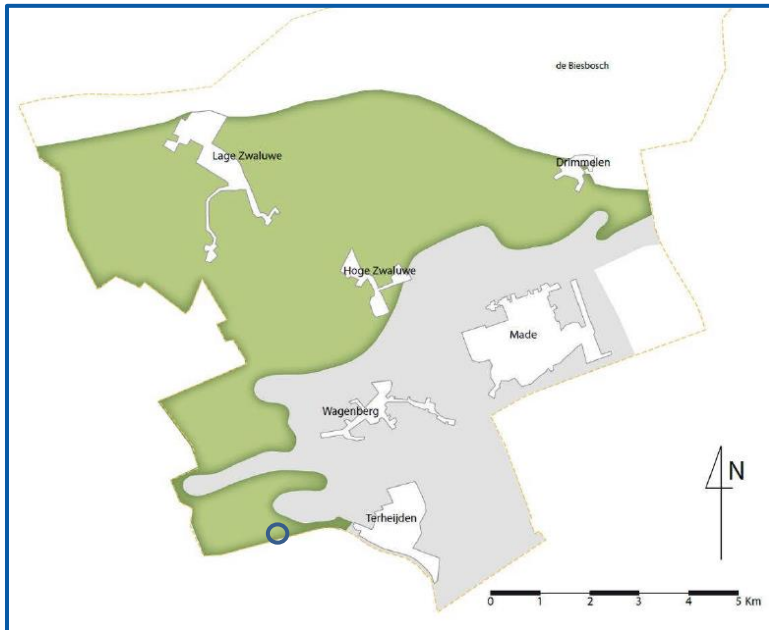 de Biesbosch
Lage Zwaluwe
Drimmelen
Hoge Zwaluwe
Made
Wagenberg
Terheijden
N
0 1 2 3 4 5 Km